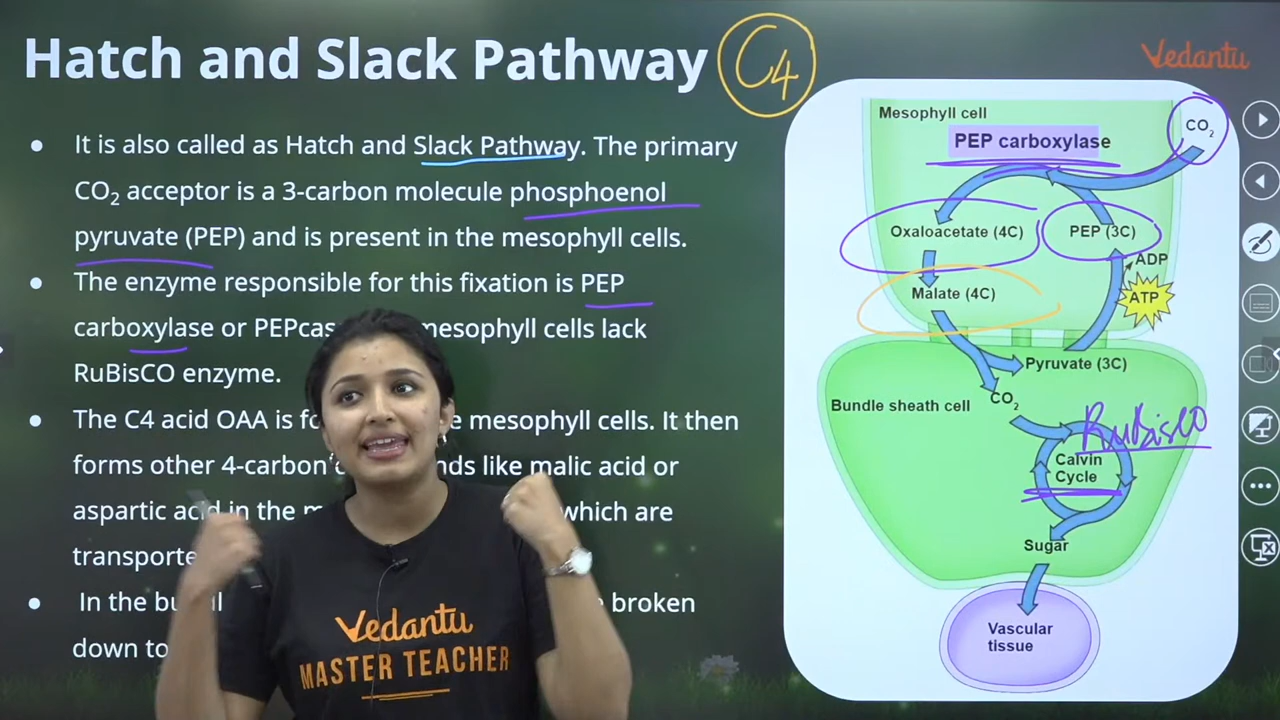 Hatch and Slack Pathway C4
Vedantu
● It is also called as Hatch and Slack Pathway. The primary
CO₂ acceptor is a 3-carbon molecule phosphoenol
pyruvate (PEP) and is present in the mesophyll cells.
● The enzyme responsible for this fixation is PEP
carboxylase or PEPcas mesophyll cells lack
RuBisCO enzyme.
● The C4 acid OAA is fo e mesophyll cells. It then
forms other 4-carbon nds like malic acid or
aspartic acid in the m which are
transporte
● In the bu broken
down to
Mesophyll cell
CO₂
PEP carboxylase
Oxaloacetate (4C)
PEP (3C)
ADP
ATP
Malate (4C)
Pyruvate (3C)
Bundle sheath cell
CO₂
RuBisCO
Calvin
Cycle
Sugar
Vascular
tissue
Vedantu
MASTER TEACHER